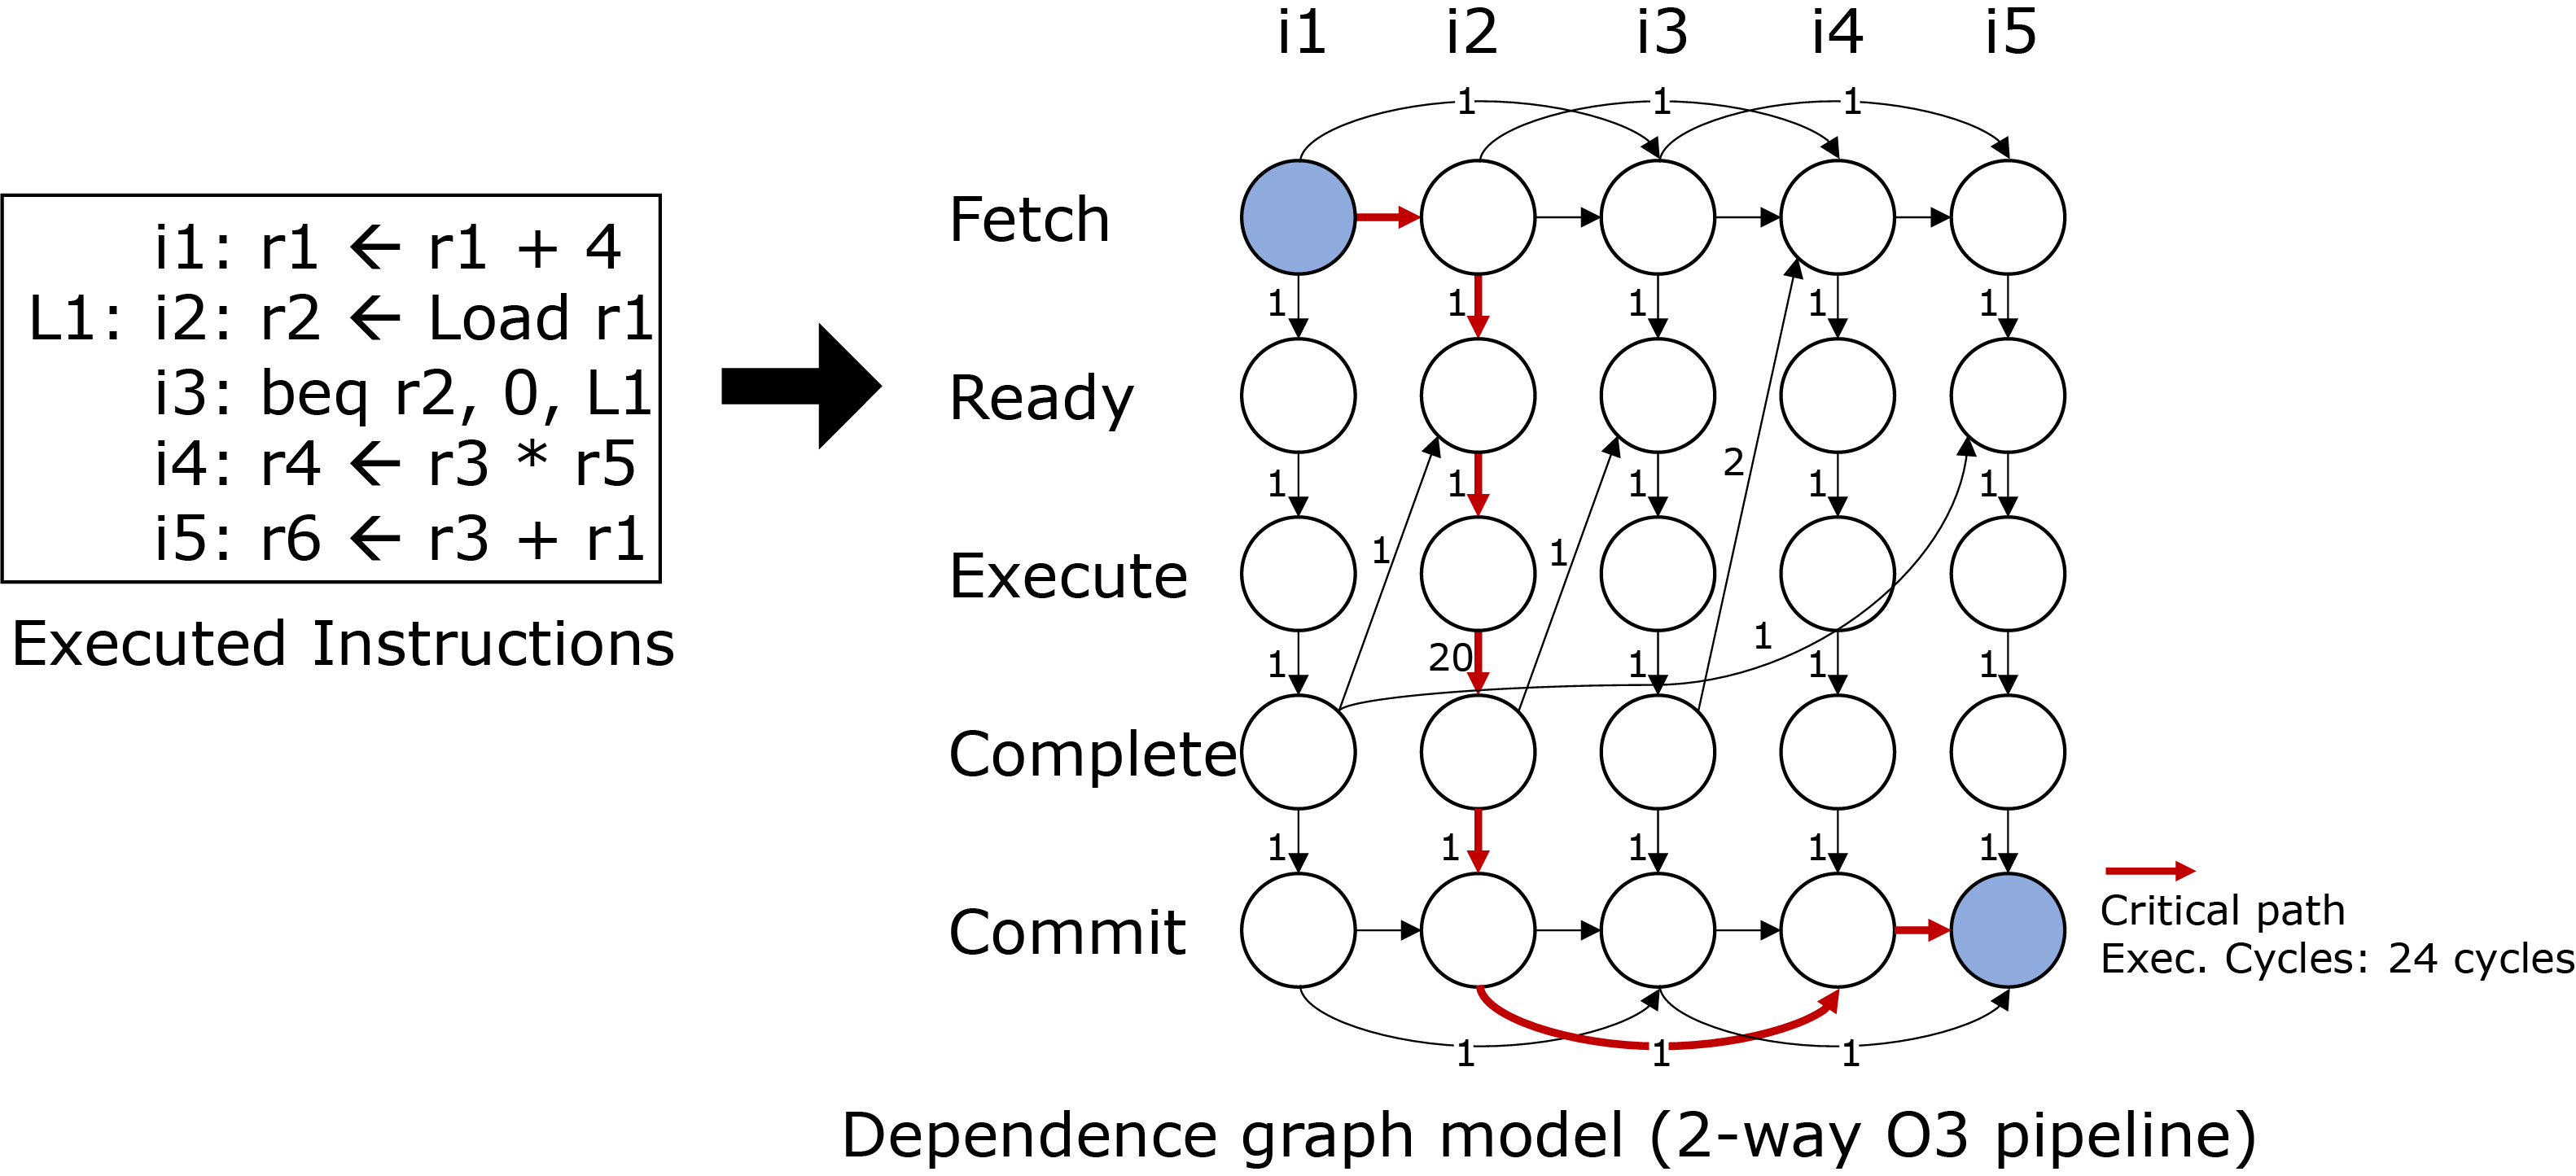 i1: r1 ← r1 + 4
L1: i2: r2 ← Load r1
i3: beq r2, 0, L1
i4: r4 ← r3 * r5
i5: r6 ← r3 + r1
Executed Instructions
i1 i2 i3 i4 i5
1 1 1
Fetch
1 1 1 1 1
Ready
2
1 1 1 1 1
1 1
Execute
1
1 20 1 1 1
Complete
1 1 1 1 1
Commit
Critical path
Exec. Cycles: 24 cycles
1 1 1
Dependence graph model (2-way O3 pipeline)